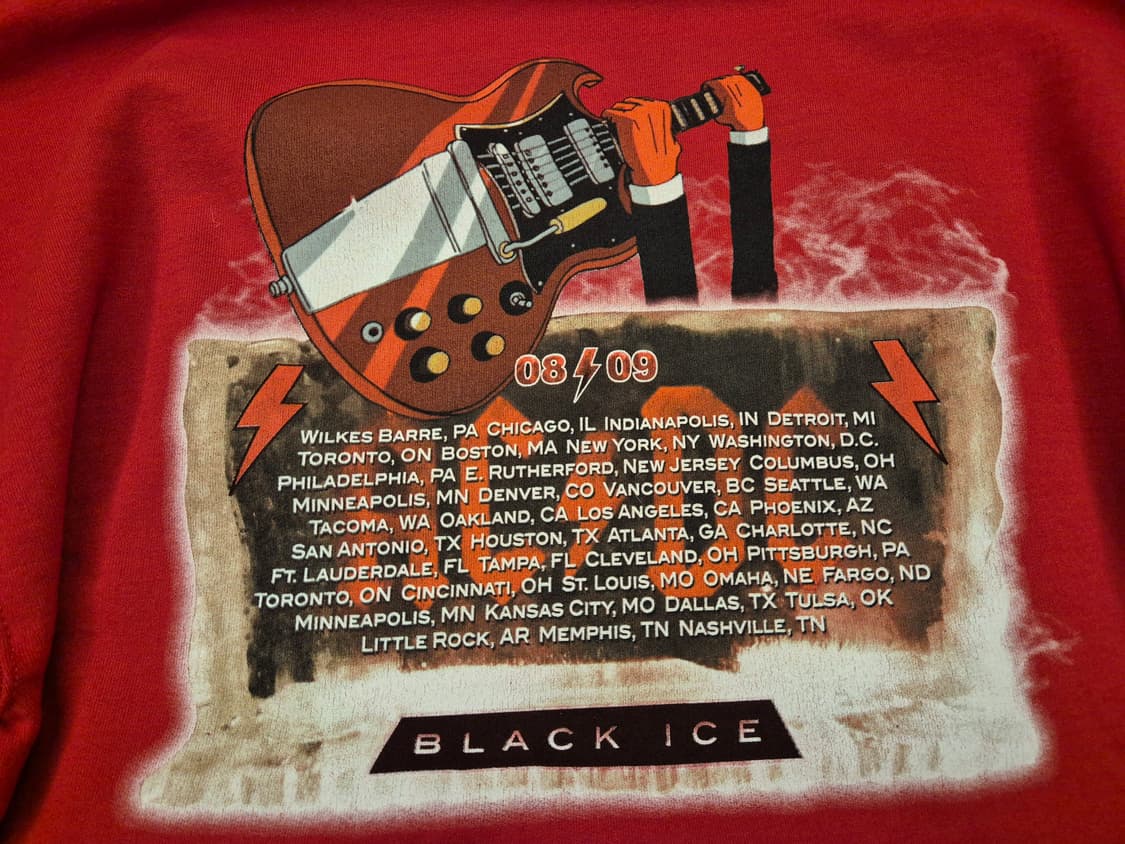 08 09
WILKES BARRE, PA CHICAGO, IL INDIANAPOLIS, IN DETROIT, MI
TORONTO, ON BOSTON, MA NEW YORK, NY WASHINGTON, D.C.
PHILADELPHIA, PA E. RUTHERFORD, NEW JERSEY COLUMBUS, OH
MINNEAPOLIS, MN DENVER, CO VANCOUVER, BC SEATTLE, WA
TACOMA, WA OAKLAND, CA LOS ANGELES, CA PHOENIX, AZ
SAN ANTONIO, TX HOUSTON, TX ATLANTA, GA CHARLOTTE, NC
FT. LAUDERDALE, FL TAMPA, FL CLEVELAND, OH PITTSBURGH, PA
TORONTO, ON CINCINNATI, OH ST. LOUIS, MO OMAHA, NE FARGO, ND
MINNEAPOLIS, MN KANSAS CITY, MO DALLAS, TX TULSA, OK
LITTLE ROCK, AR MEMPHIS, TN NASHVILLE, TN
BLACK ICE